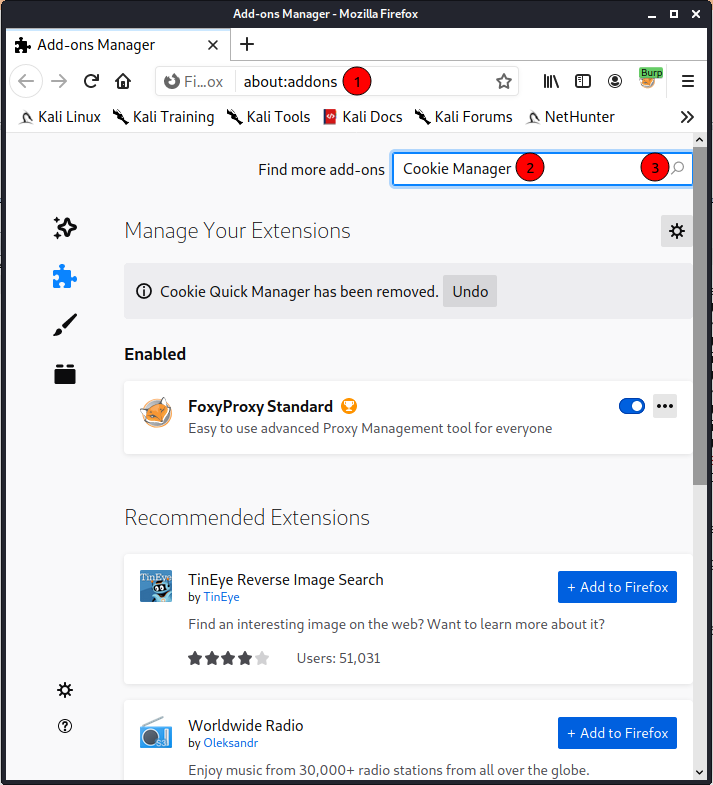 Add-ons Manager - Mozilla Firefox
Add-ons Manager
Fi...ox about:addons 1 Burp
Kali Linux Kali Training Kali Tools Kali Docs Kali Forums NetHunter
Find more add-ons Cookie Manager 2 3
Manage Your Extensions
Cookie Quick Manager has been removed. Undo
Enabled
FoxyProxy Standard
Easy to use advanced Proxy Management tool for everyone
Recommended Extensions
TinEye
TinEye Reverse Image Search
+ Add to Firefox
by TinEye
Find an interesting image on the web? Want to learn more about it?
Users: 51,031
Worldwide Radio
+ Add to Firefox
by Oleksandr
Enjoy music from 30,000+ radio stations from all over the globe.